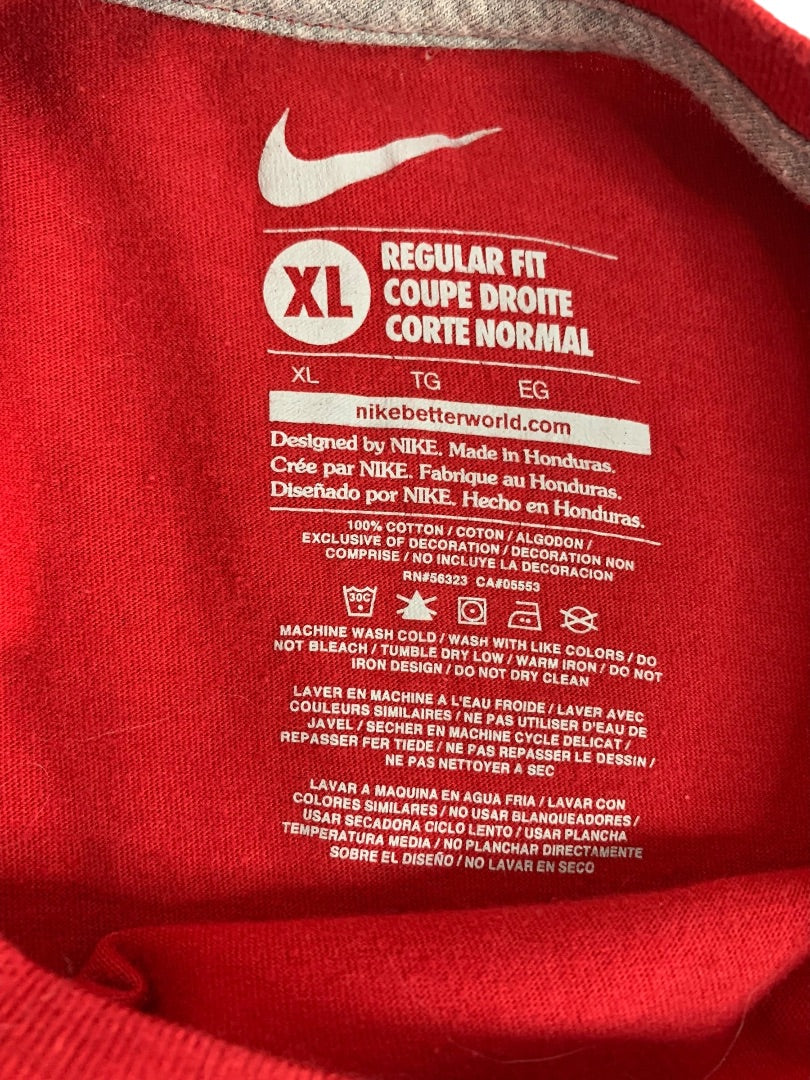 XL
REGULAR FIT
COUPE DROITE
CORTE NORMAL
XL TG EG
nikebetterworld.com
Designed by NIKE. Made in Honduras.
Crée par NIKE. Fabrique au Honduras.
Diseñado por NIKE. Hecho en Honduras.
100% COTTON / COTON / ALGODON /
EXCLUSIVE OF DECORATION / DECORATION NON
COMPRISE / NO INCLUYE LA DECORACION
RN#56323 CA#05553
30C
MACHINE WASH COLD / WASH WITH LIKE COLORS / DO
NOT BLEACH / TUMBLE DRY LOW / WARM IRON / DO NOT
IRON DESIGN / DO NOT DRY CLEAN
LAVER EN MACHINE A L'EAU FROIDE / LAVER AVEC
COULEURS SIMILAIRES / NE PAS UTILISER D'EAU DE
JAVEL / SECHER EN MACHINE CYCLE DELICAT /
REPASSER FER TIEDE / NE PAS REPASSER LE DESSIN /
NE PAS NETTOYER A SEC
LAVAR A MAQUINA EN AGUA FRIA / LAVAR CON
COLORES SIMILARES / NO USAR BLANQUEADORES /
USAR SECADORA CICLO LENTO / USAR PLANCHA
TEMPERATURA MEDIA / NO PLANCHAR DIRECTAMENTE
SOBRE EL DISEÑO / NO LAVAR EN SECO